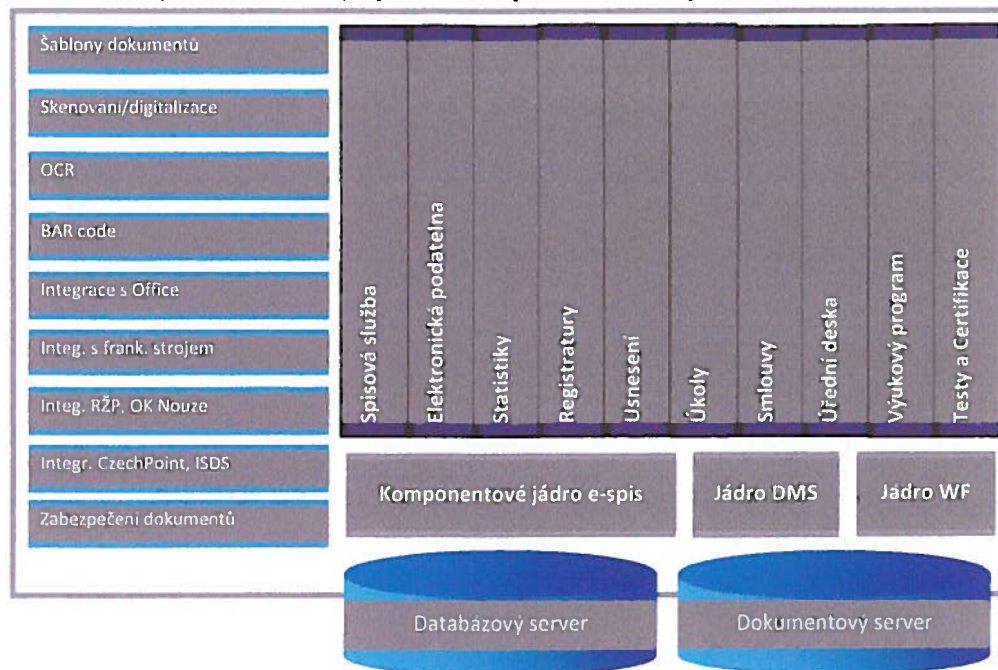 Šablony dokumentů
Skenování/digitalizace
OCR
BAR code
Integrace s Office
Integ. s frank. strojem
Integ. RŽP, OK Nouze
Integr. CzechPoint, ISDS
Zabezpečení dokumentů
Spisová služba
Elektronická podatelna
Statistiky
Registratury
Usnesení
Úkoly
Smlouvy
Úřední deska
Výukový program
Testy a Certifikace
Komponentové jádro e-spis
Jádro DMS
Jádro WF
Databázový server
Dokumentový server